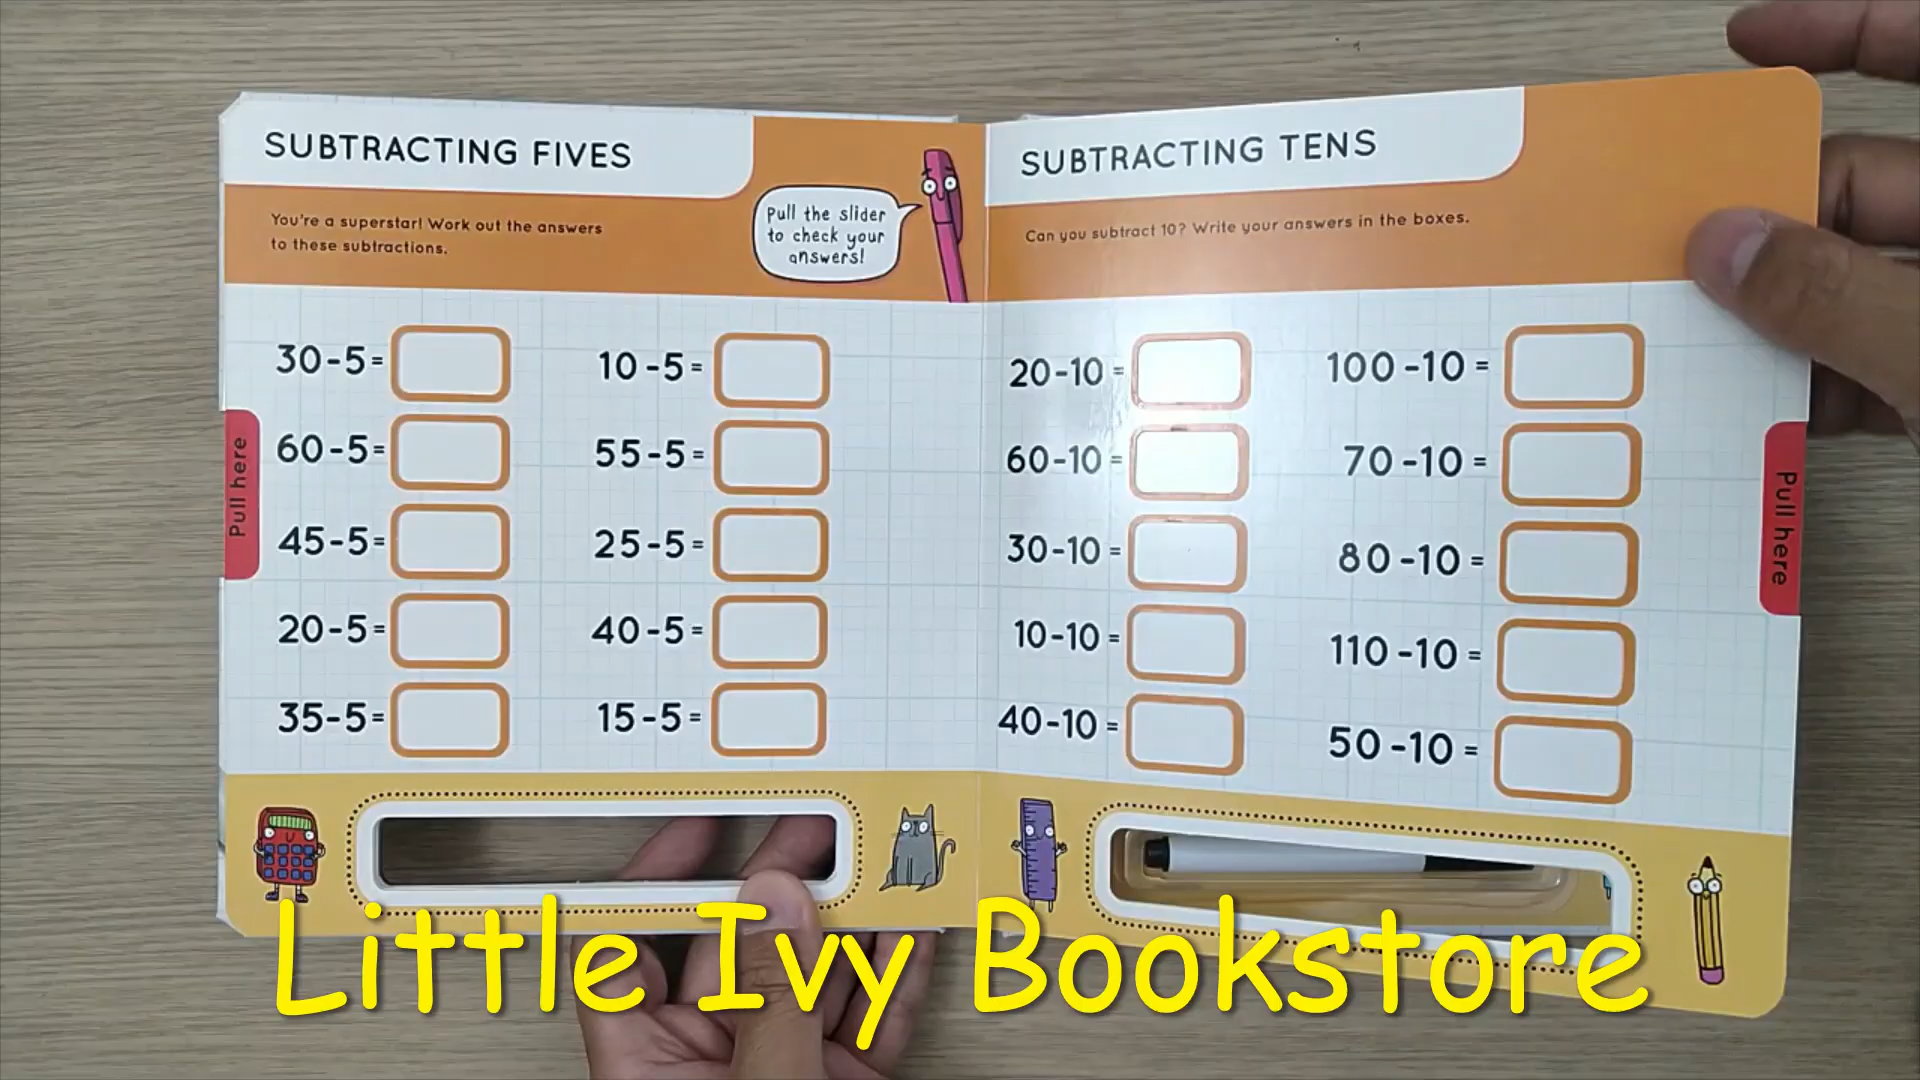 SUBTRACTING FIVES
You're a superstar! Work out the answers
to these subtractions.
Pull the slider
to check your
answers!
30-5=
60-5=
45-5=
20-5=
35-5=
10-5=
55-5=
25-5=
40-5=
15-5=
Pull here
SUBTRACTING TENS
Can you subtract 10? Write your answers in the boxes.
20-10=
60-10=
30-10=
10-10=
40-10=
100-10=
70-10=
80-10=
110-10=
50-10=
Pull here
Little Ivy Bookstore